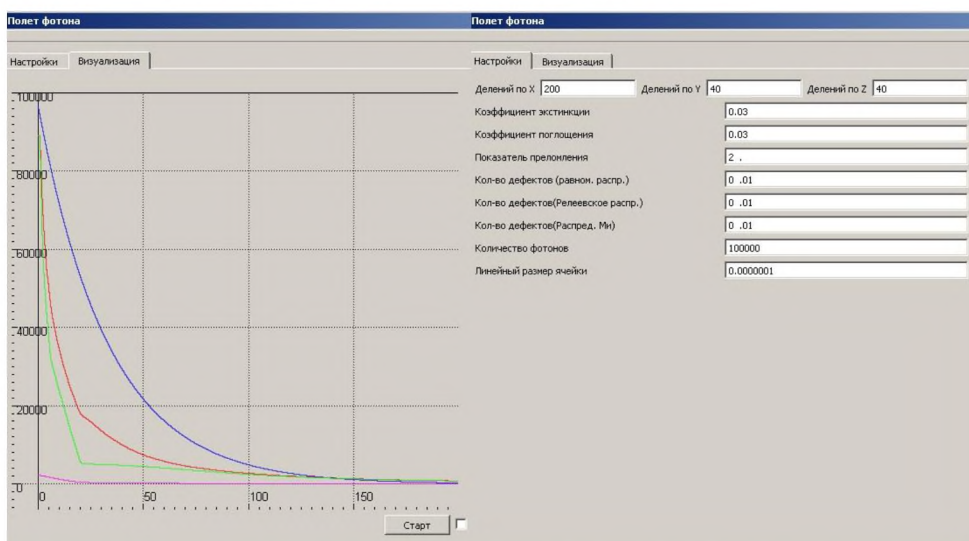 Полет фотона
Настройки Визуализация
100000
80000
60000
40000
20000
0
0 50 100 150
Старт
Полет фотона
Настройки Визуализация
Делений по X 200 Делений по Y 40 Делений по Z 40
Коэффициент экстинкции 0.03
Коэффициент поглощения 0.03
Показатель преломления 2 .
Кол-во дефектов (равном. распр.) 0 .01
Кол-во дефектов(Релеевское распр.) 0 .01
Кол-во дефектов(Распред. Ми) 0 .01
Количество фотонов 100000
Линейный размер ячейки 0.0000001